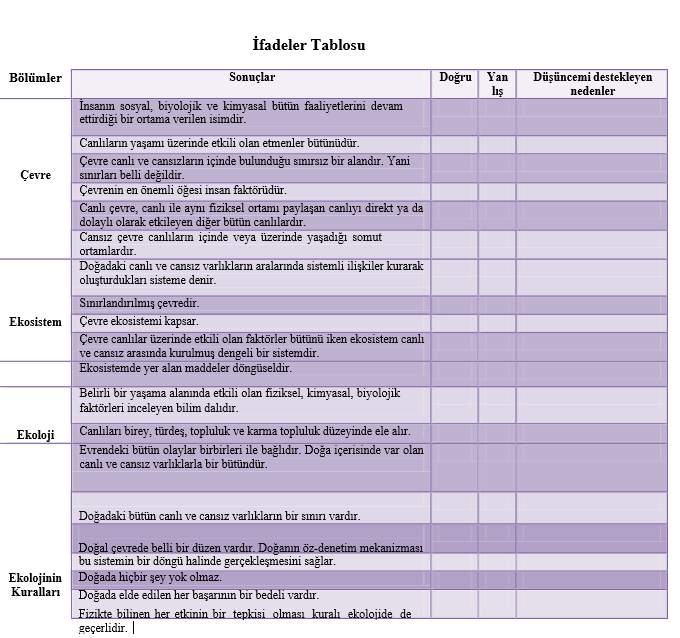 İfadeler Tablosu
Bölümler
Sonuçlar
Doğru
Yan
lış
Düşüncemi destekleyen
nedenler
Çevre
İnsanın sosyal, biyolojik ve kimyasal bütün faaliyetlerini devam
ettirdiği bir ortama verilen isimdir.
Canlıların yaşamı üzerinde etkili olan etmenler bütünüdür.
Çevre canlı ve cansızların içinde bulunduğu sınırsız bir alandır. Yani
sınırları belli değildir.
Çevrenin en önemli öğesi insan faktörüdür.
Canlı çevre, canlı ile aynı fiziksel ortamı paylaşan canlıyı direkt ya da
dolaylı olarak etkileyen diğer bütün canlılardır.
Cansız çevre canlıların içinde veya üzerinde yaşadığı somut
ortamlardır.
Ekosistem
Doğadaki canlı ve cansız varlıkların aralarında sistemli ilişkiler kurarak
oluşturdukları sisteme denir.
Sınırlandırılmış çevredir.
Çevre ekosistemi kapsar.
Çevre canlılar üzerinde etkili olan faktörler bütünü iken ekosistem canlı
ve cansız arasında kurulmuş dengeli bir sistemdir.
Ekosistemde yer alan maddeler döngüseldir.
Ekoloji
Belirli bir yaşama alanında etkili olan fiziksel, kimyasal, biyolojik
faktörleri inceleyen bilim dalıdır.
Canlıları birey, türdeş, topluluk ve karma topluluk düzeyinde ele alır.
Ekolojinin
Kuralları
Evrendeki bütün olaylar birbirleri ile bağlıdır. Doğa içerisinde var olan
canlı ve cansız varlıklarla bir bütündür.
Doğadaki bütün canlı ve cansız varlıkların bir sınırı vardır.
Doğal çevrede belli bir düzen vardır. Doğanın öz-denetim mekanizması
bu sistemin bir döngü halinde gerçekleşmesini sağlar.
Doğada hiçbir şey yok olmaz.
Doğada elde edilen her başarının bir bedeli vardır.
Fizikte bilinen her etkinin bir tepkisi olması kuralı ekolojide de
geçerlidir.